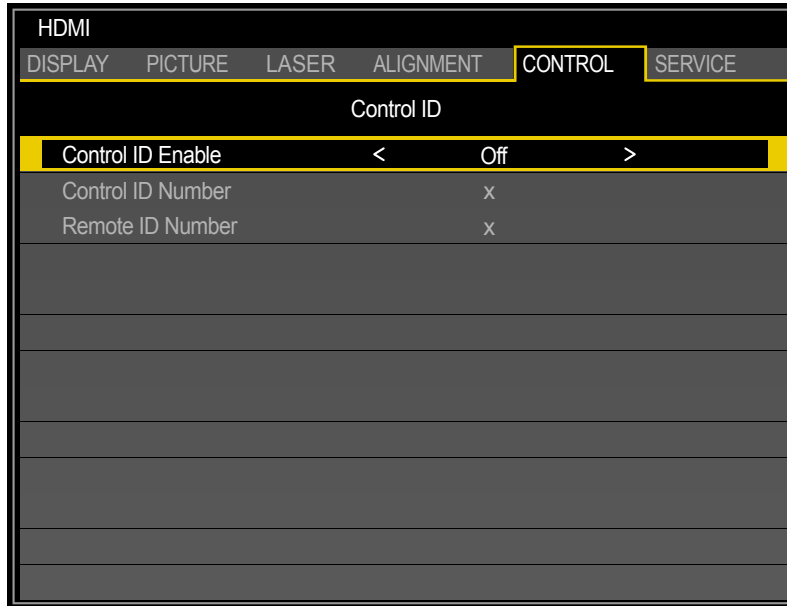 HDMI
DISPLAY PICTURE LASER ALIGNMENT CONTROL SERVICE
Control ID
Control ID Enable < Off >
Control ID Number x
Remote ID Number x